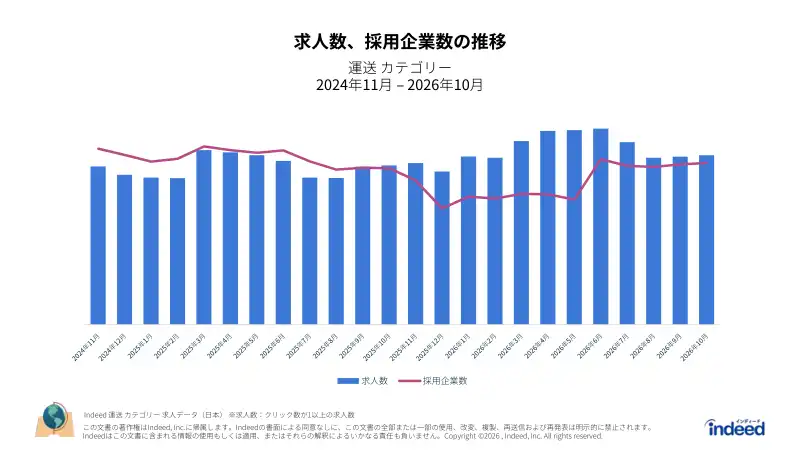 求人数、採用企業数の推移
運送 カテゴリー
2024年11月 – 2026年10月
2024年11月
2024年12月
2025年1月
2025年2月
2025年3月
2025年4月
2025年5月
2025年6月
2025年7月
2025年8月
2025年9月
2025年10月
2025年11月
2025年12月
2026年1月
2026年2月
2026年3月
2026年4月
2026年5月
2026年6月
2026年7月
2026年8月
2026年9月
2026年10月
求人数 採用企業数
Indeed 運送 カテゴリー 求人データ（日本） ※求人数：クリック数が1以上の求人数
この文書の著作権はIndeed, Inc.に帰属します。Indeedの書面による同意なしに、この文書の全部または一部の使用、改変、複製、再送信および再発表は明示的に禁止されます。
Indeedはこの文書に含まれる情報の使用もしくは適用、またはそれらの解釈によるいかなる責任も負いません。Copyright ©2026 , Indeed, Inc. All rights reserved.
インディード
indeed